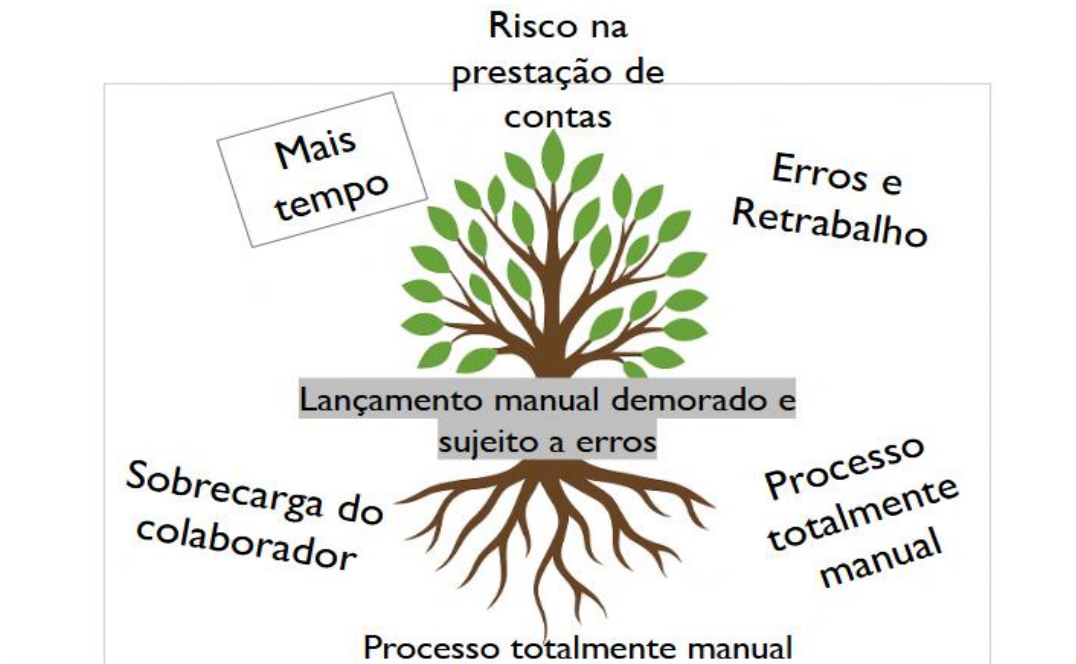 Risco na
prestação de
contas
Mais
tempo
Erros e
Retrabalho
Lançamento manual demorado e
sujeito a erros
Sobrecarga do
colaborador
Processo
totalmente
manual
Processo totalmente manual